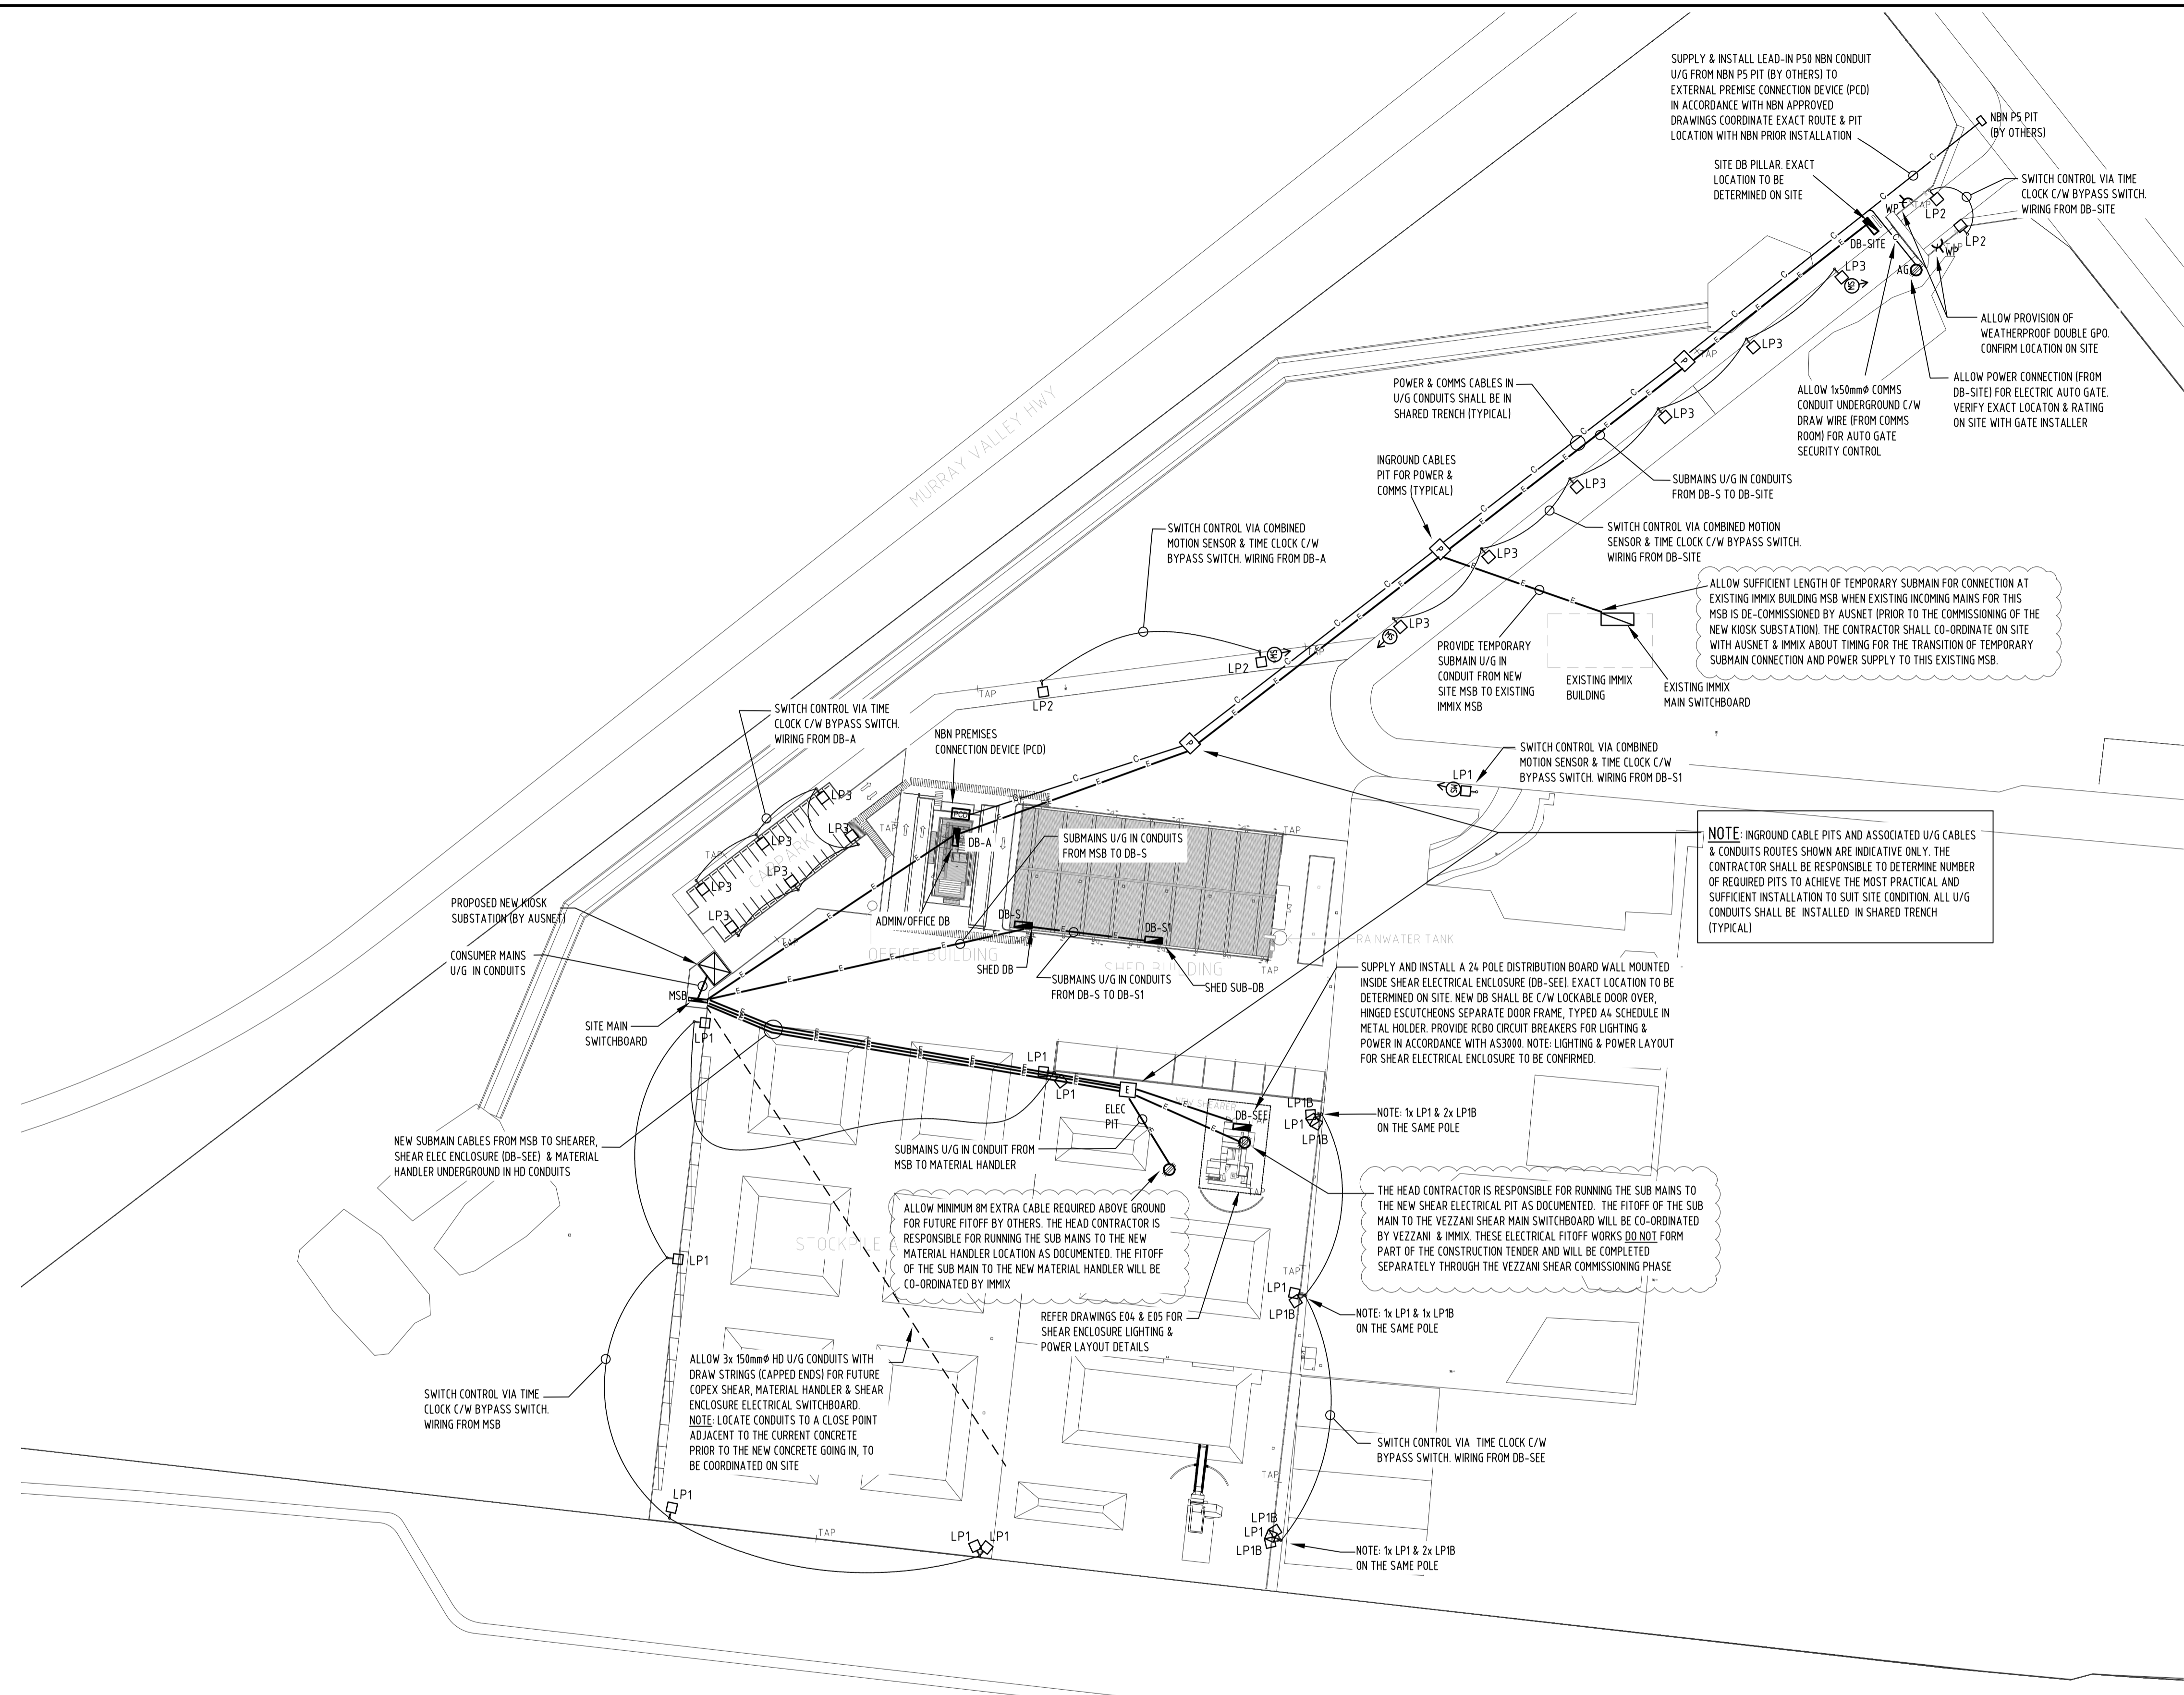 SUPPLY & INSTALL LEAD-IN P50 NBN CONDUIT
U/G FROM NBN P5 PIT (BY OTHERS) TO
EXTERNAL PREMISE CONNECTION DEVICE (PCD)
IN ACCORDANCE WITH NBN APPROVED
DRAWINGS COORDINATE EXACT ROUTE & PIT
LOCATION WITH NBN PRIOR INSTALLATION
NBN P5 PIT
(BY OTHERS)
SITE DB PILLAR. EXACT
LOCATION TO BE
DETERMINED ON SITE
SWITCH CONTROL VIA TIME
CLOCK C/W BYPASS SWITCH.
WIRING FROM DB-SITE
WP
TAP
LP2
LP2
TAP
WP
DB-SITE
AG
LP3
MS
ALLOW PROVISION OF
WEATHERPROOF DOUBLE GPO.
CONFIRM LOCATION ON SITE
LP3
P
TAP
ALLOW POWER CONNECTION (FROM
DB-SITE) FOR ELECTRIC AUTO GATE.
VERIFY EXACT LOCATON & RATING
ON SITE WITH GATE INSTALLER
ALLOW 1x50mmØ COMMS
CONDUIT UNDERGROUND C/W
DRAW WIRE (FROM COMMS
ROOM) FOR AUTO GATE
SECURITY CONTROL
POWER & COMMS CABLES IN
U/G CONDUITS SHALL BE IN
SHARED TRENCH (TYPICAL)
LP3
MURRAY VALLEY HWY
INGROUND CABLES
PIT FOR POWER &
COMMS (TYPICAL)
SUBMAINS U/G IN CONDUITS
FROM DB-S TO DB-SITE
LP3
SWITCH CONTROL VIA COMBINED
MOTION SENSOR & TIME CLOCK C/W
BYPASS SWITCH. WIRING FROM DB-A
SWITCH CONTROL VIA COMBINED MOTION
SENSOR & TIME CLOCK C/W BYPASS SWITCH.
WIRING FROM DB-SITE
P
LP3
ALLOW SUFFICIENT LENGTH OF TEMPORARY SUBMAIN FOR CONNECTION AT
EXISTING IMMIX BUILDING MSB WHEN EXISTING INCOMING MAINS FOR THIS
MSB IS DE-COMMISSIONED BY AUSNET (PRIOR TO THE COMMISSIONING OF THE
NEW KIOSK SUBSTATION). THE CONTRACTOR SHALL CO-ORDINATE ON SITE
WITH AUSNET & IMMIX ABOUT TIMING FOR THE TRANSITION OF TEMPORARY
SUBMAIN CONNECTION AND POWER SUPPLY TO THIS EXISTING MSB.
LP3
MS
LP2
MS
TAP
PROVIDE TEMPORARY
SUBMAIN U/G IN
CONDUIT FROM NEW
SITE MSB TO EXISTING
IMMIX MSB
EXISTING IMMIX
BUILDING
EXISTING IMMIX
MAIN SWITCHBOARD
TAP
LP2
SWITCH CONTROL VIA TIME
CLOCK C/W BYPASS SWITCH.
WIRING FROM DB-A
NBN PREMISES
CONNECTION DEVICE (PCD)
P
SWITCH CONTROL VIA COMBINED
MOTION SENSOR & TIME CLOCK C/W
BYPASS SWITCH. WIRING FROM DB-S1
LP1
MS
LP3
LP3
TAP
PCD
DB-A
SUBMAINS U/G IN CONDUITS
FROM MSB TO DB-S
TAP
NOTE: INGROUND CABLE PITS AND ASSOCIATED U/G CABLES
& CONDUITS ROUTES SHOWN ARE INDICATIVE ONLY. THE
CONTRACTOR SHALL BE RESPONSIBLE TO DETERMINE NUMBER
OF REQUIRED PITS TO ACHIEVE THE MOST PRACTICAL AND
SUFFICIENT INSTALLATION TO SUIT SITE CONDITION. ALL U/G
CONDUITS SHALL BE INSTALLED IN SHARED TRENCH
(TYPICAL)
TAP
LP3
CARPARK
LP3
LP3
LP3
PROPOSED NEW KIOSK
SUBSTATION (BY AUSNET)
ADMIN/OFFICE DB
DB-S
DB-S1
TAP
TAP
OFFICE BUILDING
RAINWATER TANK
CONSUMER MAINS
U/G IN CONDUITS
SHED DB
SHED BUILDING
TAP
SUBMAINS U/G IN CONDUITS
FROM DB-S TO DB-S1
SHED SUB-DB
MSB
SUPPLY AND INSTALL A 24 POLE DISTRIBUTION BOARD WALL MOUNTED
INSIDE SHEAR ELECTRICAL ENCLOSURE (DB-SEE). EXACT LOCATION TO BE
DETERMINED ON SITE. NEW DB SHALL BE C/W LOCKABLE DOOR OVER,
HINGED ESCUTCHEONS SEPARATE DOOR FRAME, TYPED A4 SCHEDULE IN
METAL HOLDER. PROVIDE RCBO CIRCUIT BREAKERS FOR LIGHTING &
POWER IN ACCORDANCE WITH AS3000. NOTE: LIGHTING & POWER LAYOUT
FOR SHEAR ELECTRICAL ENCLOSURE TO BE CONFIRMED.
SITE MAIN
SWITCHBOARD
LP1
LP1
LP1
E
ELEC
PIT
NEW SHEARER
DB-SEE
LP1B
LP1
LP1B
NOTE: 1x LP1 & 2x LP1B
ON THE SAME POLE
NEW SUBMAIN CABLES FROM MSB TO SHEARER,
SHEAR ELEC ENCLOSURE (DB-SEE) & MATERIAL
HANDLER UNDERGROUND IN HD CONDUITS
SUBMAINS U/G IN CONDUIT FROM
MSB TO MATERIAL HANDLER
TAP
THE HEAD CONTRACTOR IS RESPONSIBLE FOR RUNNING THE SUB MAINS TO
THE NEW SHEAR ELECTRICAL PIT AS DOCUMENTED. THE FITOFF OF THE SUB
MAIN TO THE VEZZANI SHEAR MAIN SWITCHBOARD WILL BE CO-ORDINATED
BY VEZZANI & IMMIX. THESE ELECTRICAL FITOFF WORKS DO NOT FORM
PART OF THE CONSTRUCTION TENDER AND WILL BE COMPLETED
SEPARATELY THROUGH THE VEZZANI SHEAR COMMISSIONING PHASE
ALLOW MINIMUM 8M EXTRA CABLE REQUIRED ABOVE GROUND
FOR FUTURE FITOFF BY OTHERS. THE HEAD CONTRACTOR IS
RESPONSIBLE FOR RUNNING THE SUB MAINS TO THE NEW
MATERIAL HANDLER LOCATION AS DOCUMENTED. THE FITOFF
OF THE SUB MAIN TO THE NEW MATERIAL HANDLER WILL BE
CO-ORDINATED BY IMMIX
STOCKPILE A
LP1
TAP
LP1
LP1B
NOTE: 1x LP1 & 1x LP1B
ON THE SAME POLE
REFER DRAWINGS E04 & E05 FOR
SHEAR ENCLOSURE LIGHTING &
POWER LAYOUT DETAILS
ALLOW 3x 150mmØ HD U/G CONDUITS WITH
DRAW STRINGS (CAPPED ENDS) FOR FUTURE
COPEX SHEAR, MATERIAL HANDLER & SHEAR
ENCLOSURE ELECTRICAL SWITCHBOARD.
NOTE: LOCATE CONDUITS TO A CLOSE POINT
ADJACENT TO THE CURRENT CONCRETE
PRIOR TO THE NEW CONCRETE GOING IN, TO
BE COORDINATED ON SITE
SWITCH CONTROL VIA TIME
CLOCK C/W BYPASS SWITCH.
WIRING FROM MSB
SWITCH CONTROL VIA TIME CLOCK C/W
BYPASS SWITCH. WIRING FROM DB-SEE
TAP
LP1
TAP
LP1
LP1
LP1B
LP1
LP1B
NOTE: 1x LP1 & 2x LP1B
ON THE SAME POLE